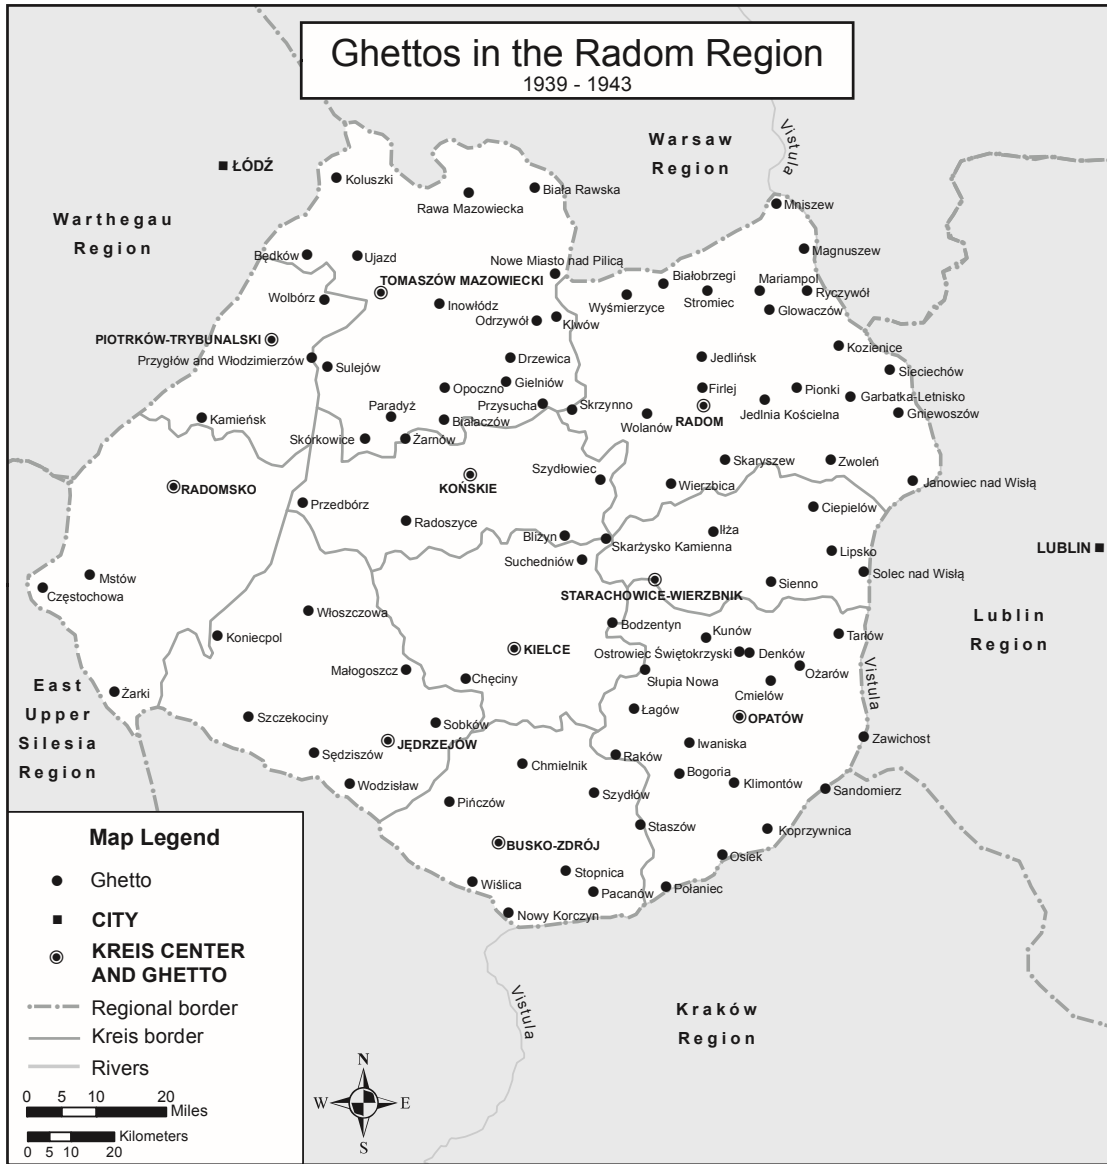 Ghettos in the Radom Region
1939 - 1943
Warsaw
Region
Vistula
ŁÓDŹ
Koluszki
Biała Rawska
Rawa Mazowiecka
Mniszew
Warthegau
Region
Będków
Ujazd
Nowe Miasto nad Pilicą
Magnuszew
TOMASZÓW MAZOWIECKI
Białobrzegi
Mariampol
Wolbórz
Inowłódz
Wyśmierzyce
Stromiec
Ryczywół
Odrzywół
Klwów
Głowaczów
PIOTRKÓW-TRYBUNALSKI
Kozienice
Przygłów and Włodzimierzów
Sulejów
Drzewica
Jedlińsk
Sieciechów
Opoczno
Gielniów
Firlej
Pionki
Garbatka-Letnisko
Paradyż
Przysucha
Skrzynno
Jedlnia Kościelna
Gniewoszów
Kamieńsk
Białaczów
Wolanów
RADOM
Skórkowice
Żarnów
Skaryszew
Zwoleń
Szydłowiec
RADOMSKO
KOŃSKIE
Wierzbica
Janowiec nad Wisłą
Przedbórz
Ciepielów
Radoszyce
Bliżyn
Skarżysko Kamienna
Iłża
Suchedniów
Lipsko
LUBLIN
Mstów
Solec nad Wisłą
Częstochowa
STARACHOWICE-WIERZBNIK
Sienno
Włoszczowa
Bodzentyn
Kunów
Tarłów
Lublin
Region
Koniecpol
KIELCE
Ostrowiec Świętokrzyski
Denków
Małogoszcz
Chęciny
Słupia Nowa
Ożarów
Vistula
East
Upper
Silesia
Region
Żarki
Cmielów
Szczekociny
Sobków
Łagów
OPATÓW
JĘDRZEJÓW
Iwaniska
Zawichost
Sędziszów
Raków
Chmielnik
Bogoria
Klimontów
Wodzisław
Szydłów
Sandomierz
Pińczów
Staszów
Koprzywnica
BUSKO-ZDRÓJ
Osiek
Stopnica
Wiślica
Pacanów
Połaniec
Nowy Korczyn
Vistula
Kraków
Region
Map Legend
Ghetto
CITY
KREIS CENTER
AND GHETTO
Regional border
Kreis border
Rivers
0 5 10 20
Miles
Kilometers
0 5 10 20
N
W E
S